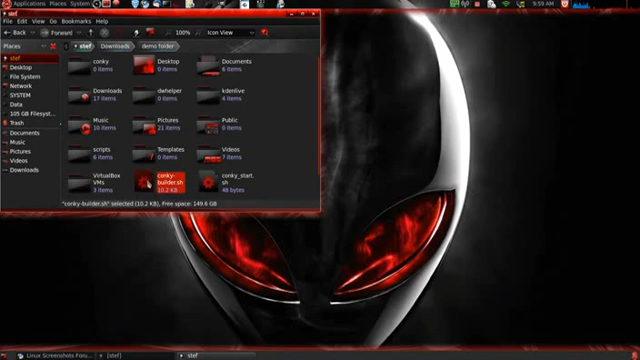 Applications Places System
9:59 AM
stef
File Edit View Go Bookmarks Help
Back Forward 100% Icon View
Places
stef Downloads demo folder
stef
Desktop
File System
Network
SYSTEM
Data
105 GB Filesyst...
Trash
Documents
Music
Pictures
Videos
Downloads
conky
0 items
Desktop
0 items
Documents
6 items
Downloads
17 items
dwhelper
0 items
kdenlive
4 items
Music
10 items
Pictures
21 items
Public
0 items
scripts
6 items
Templates
0 items
Videos
7 items
VirtualBox
VMs
3 items
conky-
builder.sh
10.2 KB
conky_start.
sh
48 bytes
"conky-builder.sh" selected (10.2 KB), Free space: 149.6 GB
Linux Screenshots Foru... [stef] stef